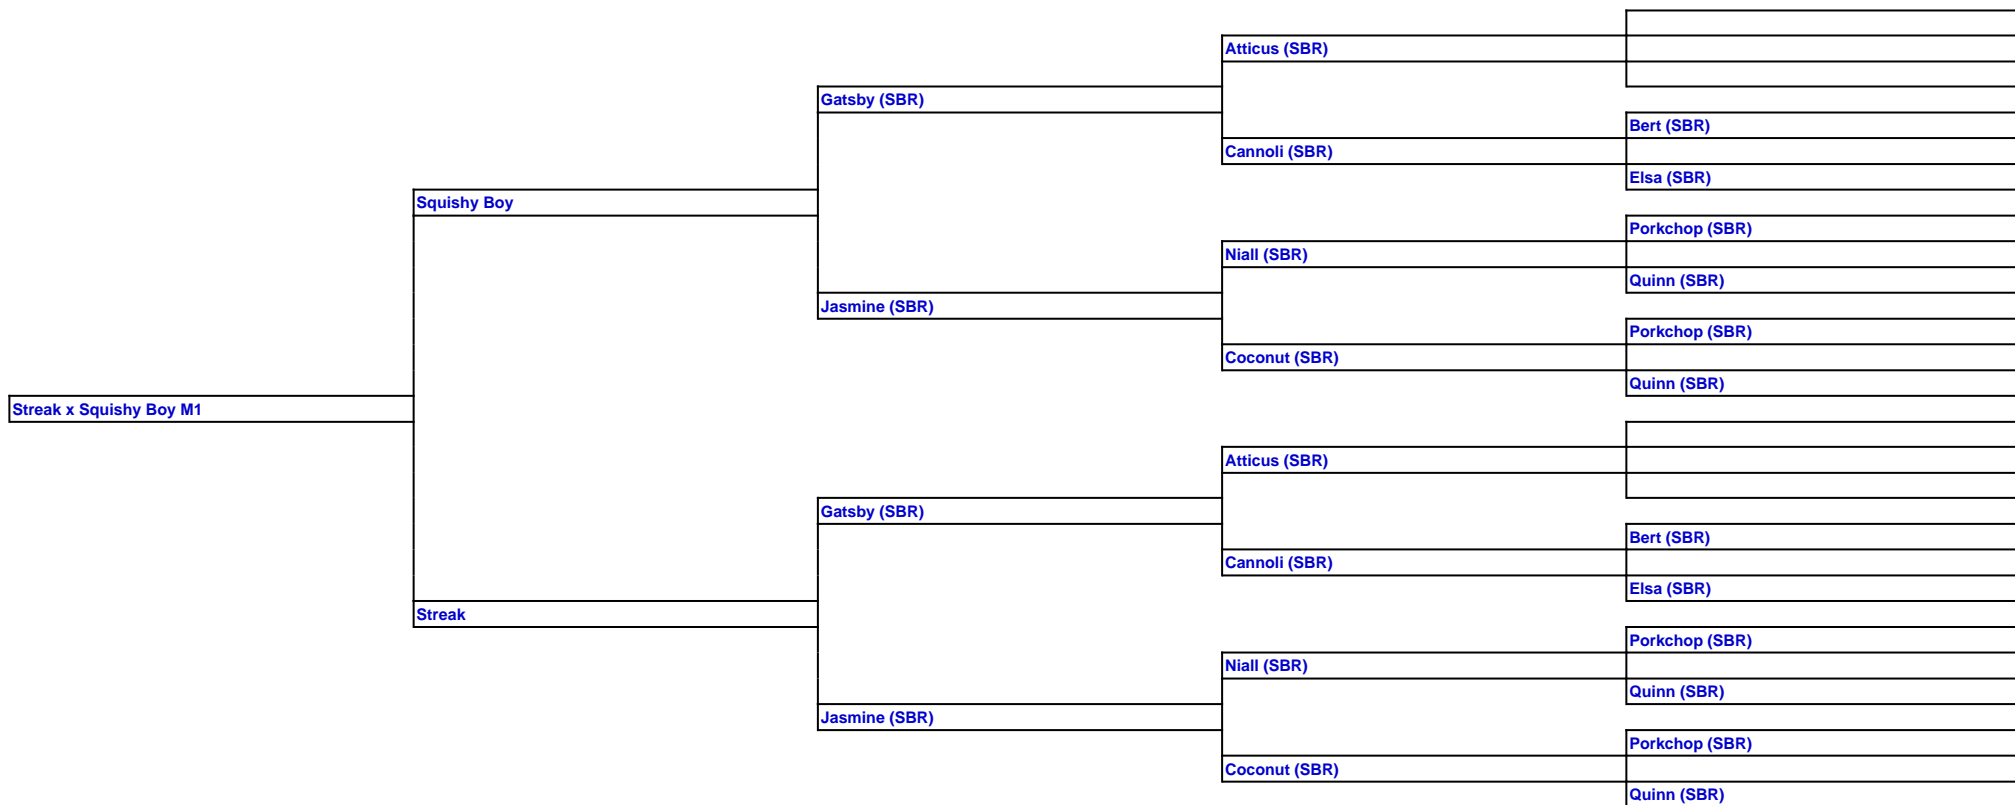 Atticus (SBR)
Gatsby (SBR)
Bert (SBR)
Cannoli (SBR)
Elsa (SBR)
Squishy Boy
Porkchop (SBR)
Niall (SBR)
Quinn (SBR)
Jasmine (SBR)
Porkchop (SBR)
Coconut (SBR)
Quinn (SBR)
Streak x Squishy Boy M1
Atticus (SBR)
Gatsby (SBR)
Bert (SBR)
Cannoli (SBR)
Elsa (SBR)
Streak
Porkchop (SBR)
Niall (SBR)
Quinn (SBR)
Jasmine (SBR)
Porkchop (SBR)
Coconut (SBR)
Quinn (SBR)